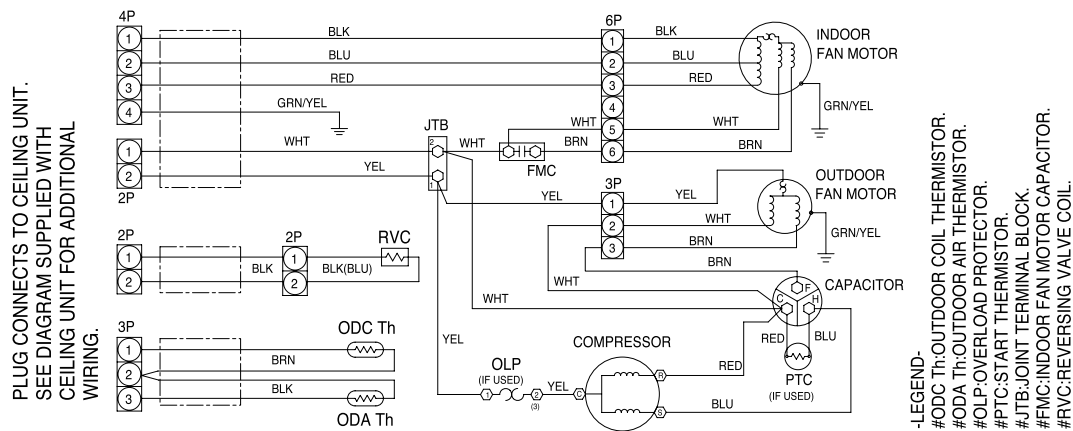 PLUG CONNECTS TO CEILING UNIT.
SEE DIAGRAM SUPPLIED WITH
CEILING UNIT FOR ADDITIONAL
WIRING.
4P
1
2
3
4
BLK
BLU
RED
GRN/YEL
6P
1
2
3
4
5
6
BLK
BLU
RED
WHT
BRN
INDOOR
FAN MOTOR
GRN/YEL
1
2
2P
WHT
YEL
JTB
2
1
WHT
FMC
WHT
BRN
3P
1
2
3
YEL
YEL
WHT
BRN
OUTDOOR
FAN MOTOR
GRN/YEL
2P
1
2
BLK
2P
1
2
BLK(BLU)
RVC
BRN
WHT
WHT
CAPACITOR
F
C
H
RED
BLU
PTC
(IF USED)
3P
1
2
3
ODC Th
BRN
BLK
ODA Th
YEL
OLP
(IF USED)
1
2
(3)
YEL
COMPRESSOR
C
R
S
RED
BLU
-LEGEND-
#ODC Th:OUTDOOR COIL THERMISTOR.
#ODA Th:OUTDOOR AIR THERMISTOR.
#OLP:OVERLOAD PROTECTOR.
#PTC:START THERMISTOR.
#JTB:JOINT TERMINAL BLOCK.
#FMC:INDOOR FAN MOTOR CAPACITOR.
#RVC:REVERSING VALVE COIL.